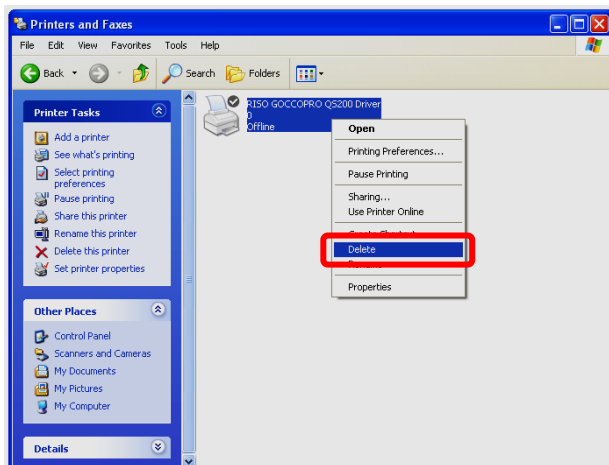 Printers and Faxes
File Edit View Favorites Tools Help
Back Search Folders
Printer Tasks
Add a printer
See what's printing
Select printing
preferences
Pause printing
Share this printer
Rename this printer
Delete this printer
Set printer properties
Other Places
Control Panel
Scanners and Cameras
My Documents
My Pictures
My Computer
Details
RISO GOCCOPRO QS200 Driver
0
Offline
Open
Printing Preferences...
Pause Printing
Sharing...
Use Printer Online
Delete
Properties